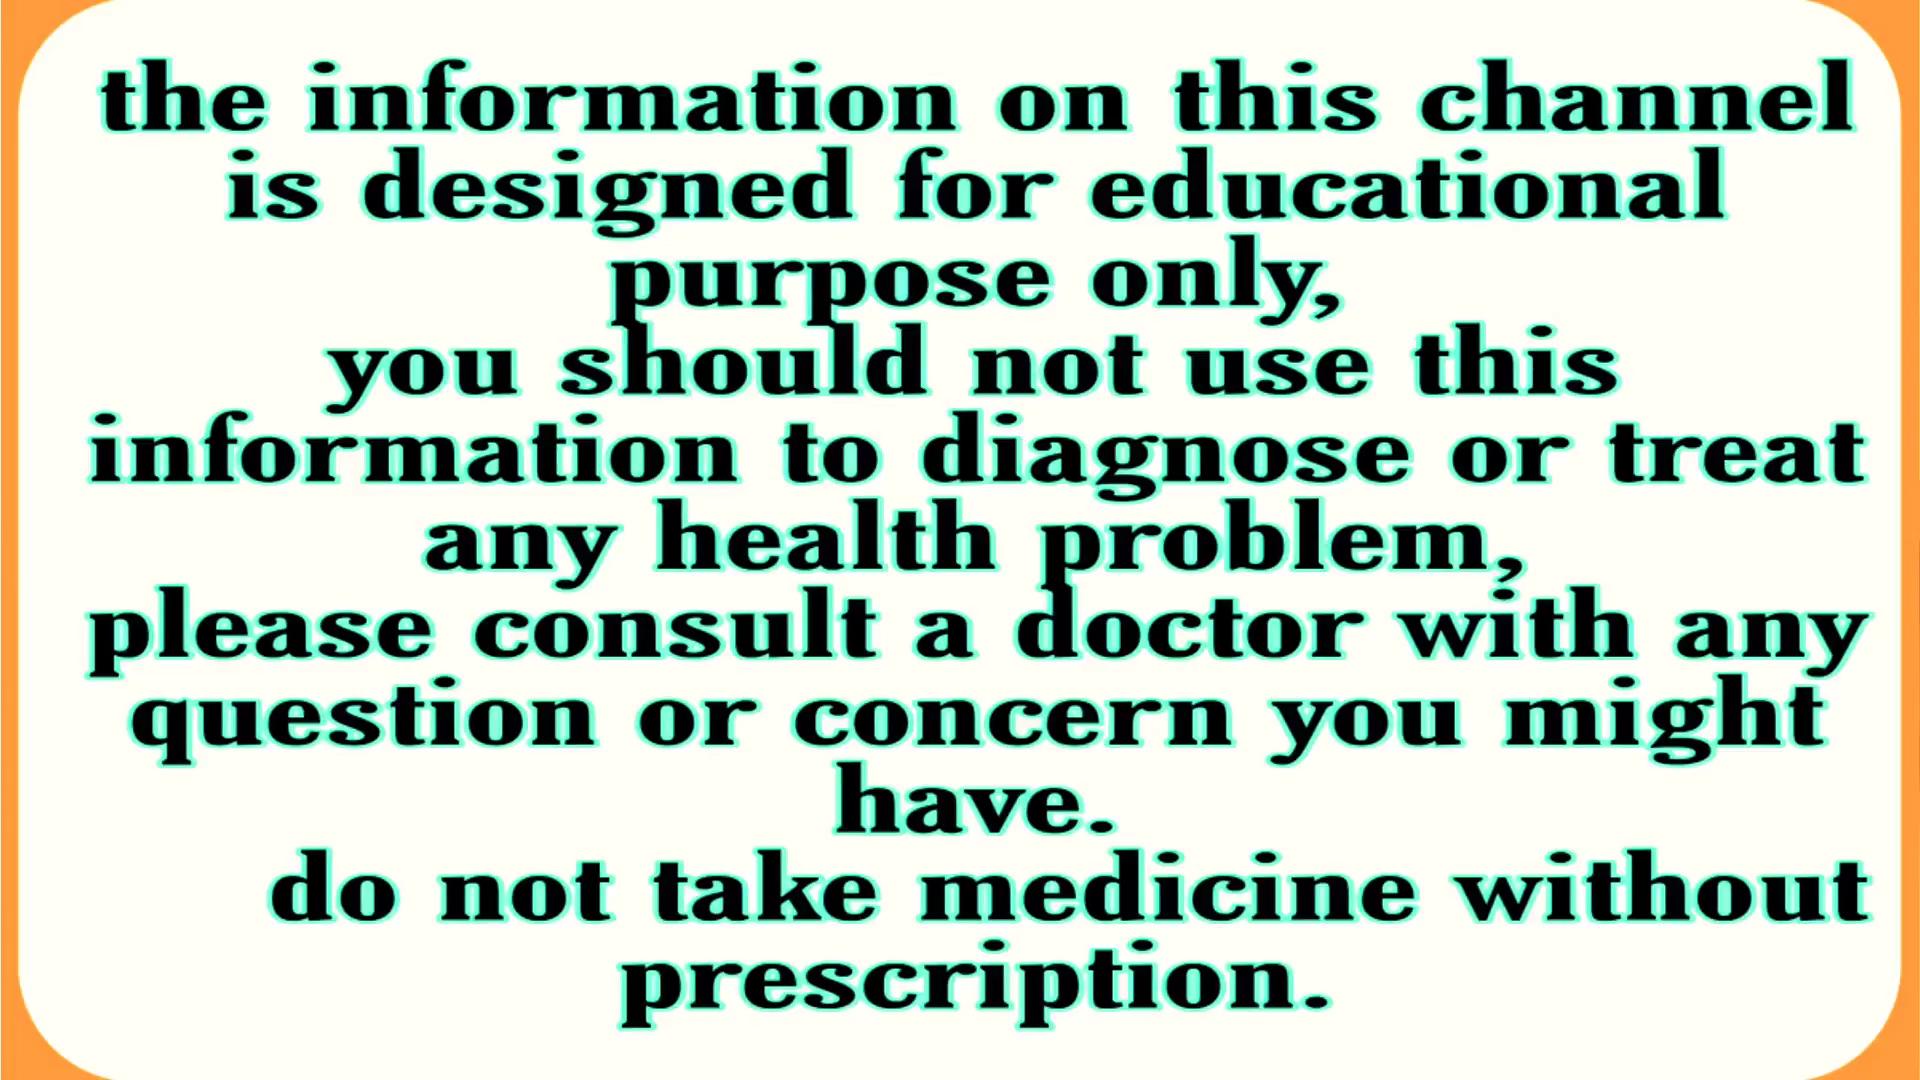 the information on this channel
is designed for educational
purpose only,
you should not use this
information to diagnose or treat
any health problem,
please consult a doctor with any
question or concern you might
have.
do not take medicine without
prescription.